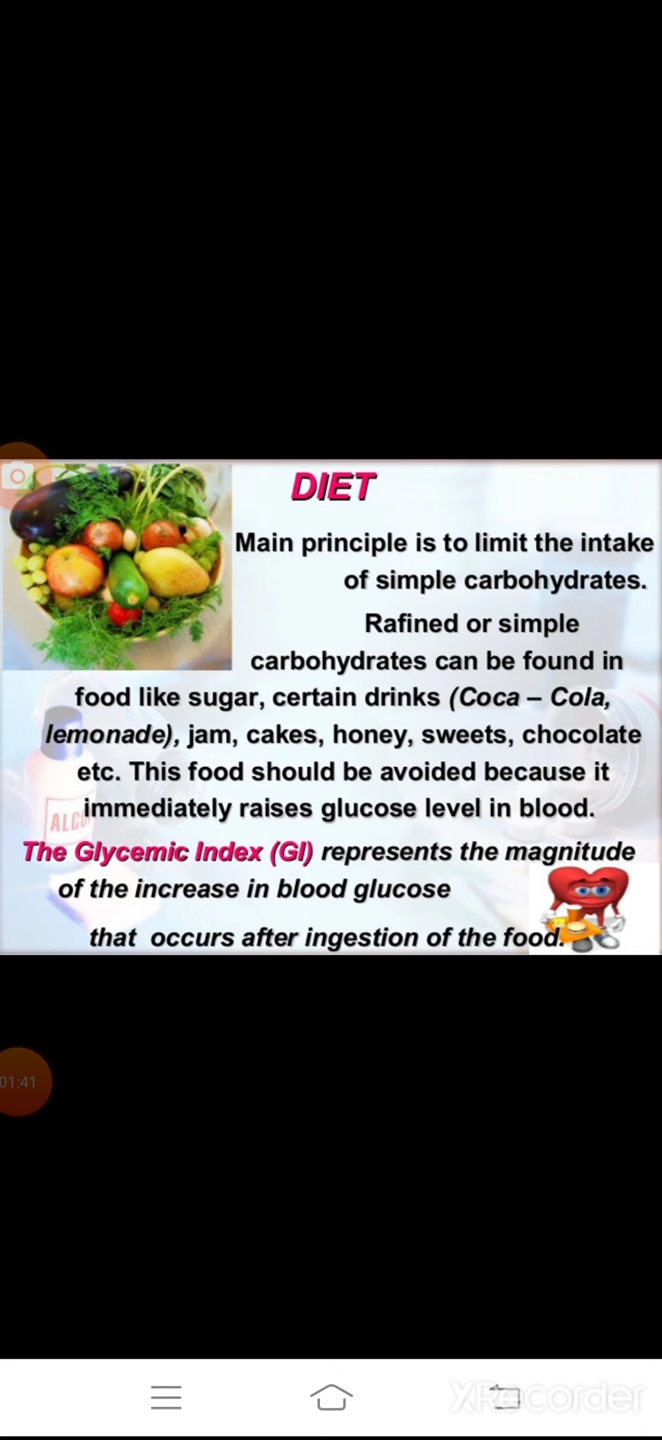 DIET
Main principle is to limit the intake
of simple carbohydrates.
Rafined or simple
carbohydrates can be found in
food like sugar, certain drinks (Coca – Cola,
lemonade), jam, cakes, honey, sweets, chocolate
etc. This food should be avoided because it
immediately raises glucose level in blood.
ALCO
The Glycemic Index (GI) represents the magnitude
of the increase in blood glucose
that occurs after ingestion of the food.
01:41
XRecorder